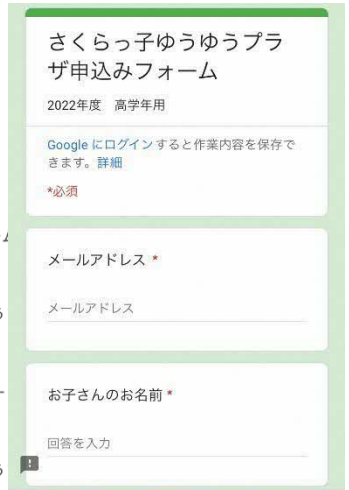 さくらっ子ゆうゆうプラ
ザ申込みフォーム
2022年度　高学年用
Google にログインすると作業内容を保存で
きます。詳細
*必須
メールアドレス *
メールアドレス
お子さんのお名前 *
回答を入力